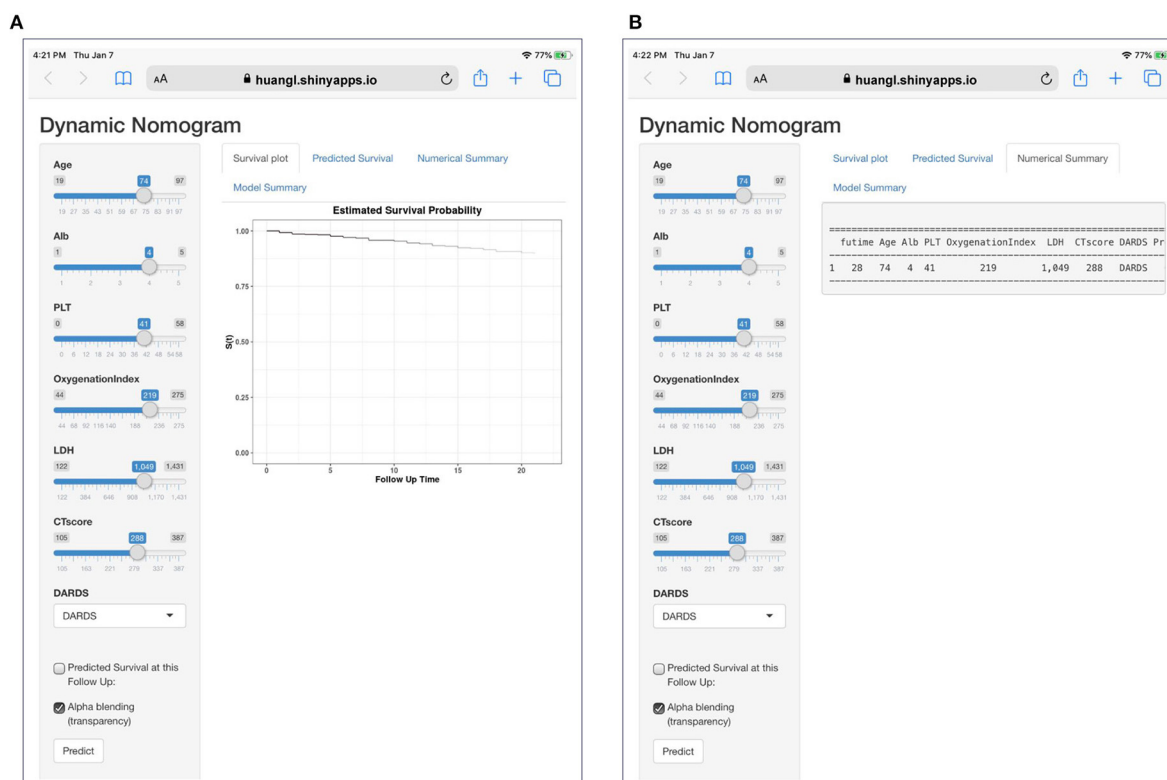 A
4:21 PM Thu Jan 7
77%
AA
huangl.shinyapps.io
Dynamic Nomogram
Age
19 74 97
19 27 35 43 51 59 67 75 83 91 97
Alb
1 4 5
1 2 3 4 5
PLT
0 41 58
0 6 12 18 24 30 36 42 48 54 58
OxygenationIndex
44 219 275
44 68 92 116 140 188 236 275
LDH
122 1,049 1,431
122 384 646 908 1,170 1,431
CTscore
105 288 387
105 163 221 279 337 387
DARDS
DARDS
Predicted Survival at this
Follow Up:
Alpha blending
(transparency)
Predict
Survival plot Predicted Survival Numerical Summary
Model Summary
Estimated Survival Probability
1.00
0.75
0.50
0.25
0.00
S(t)
0 5 10 15 20
Follow Up Time
B
4:22 PM Thu Jan 7
77%
AA
huangl.shinyapps.io
Dynamic Nomogram
Age
19 74 97
19 27 35 43 51 59 67 75 83 91 97
Alb
1 4 5
1 2 3 4 5
PLT
0 41 58
0 6 12 18 24 30 36 42 48 54 58
OxygenationIndex
44 219 275
44 68 92 116 140 188 236 275
LDH
122 1,049 1,431
122 384 646 908 1,170 1,431
CTscore
105 288 387
105 163 221 279 337 387
DARDS
DARDS
Predicted Survival at this
Follow Up:
Alpha blending
(transparency)
Predict
Survival plot Predicted Survival Numerical Summary
Model Summary
futime Age Alb PLT OxygenationIndex LDH CTscore DARDS Pr
1 28 74 4 41 219 1,049 288 DARDS